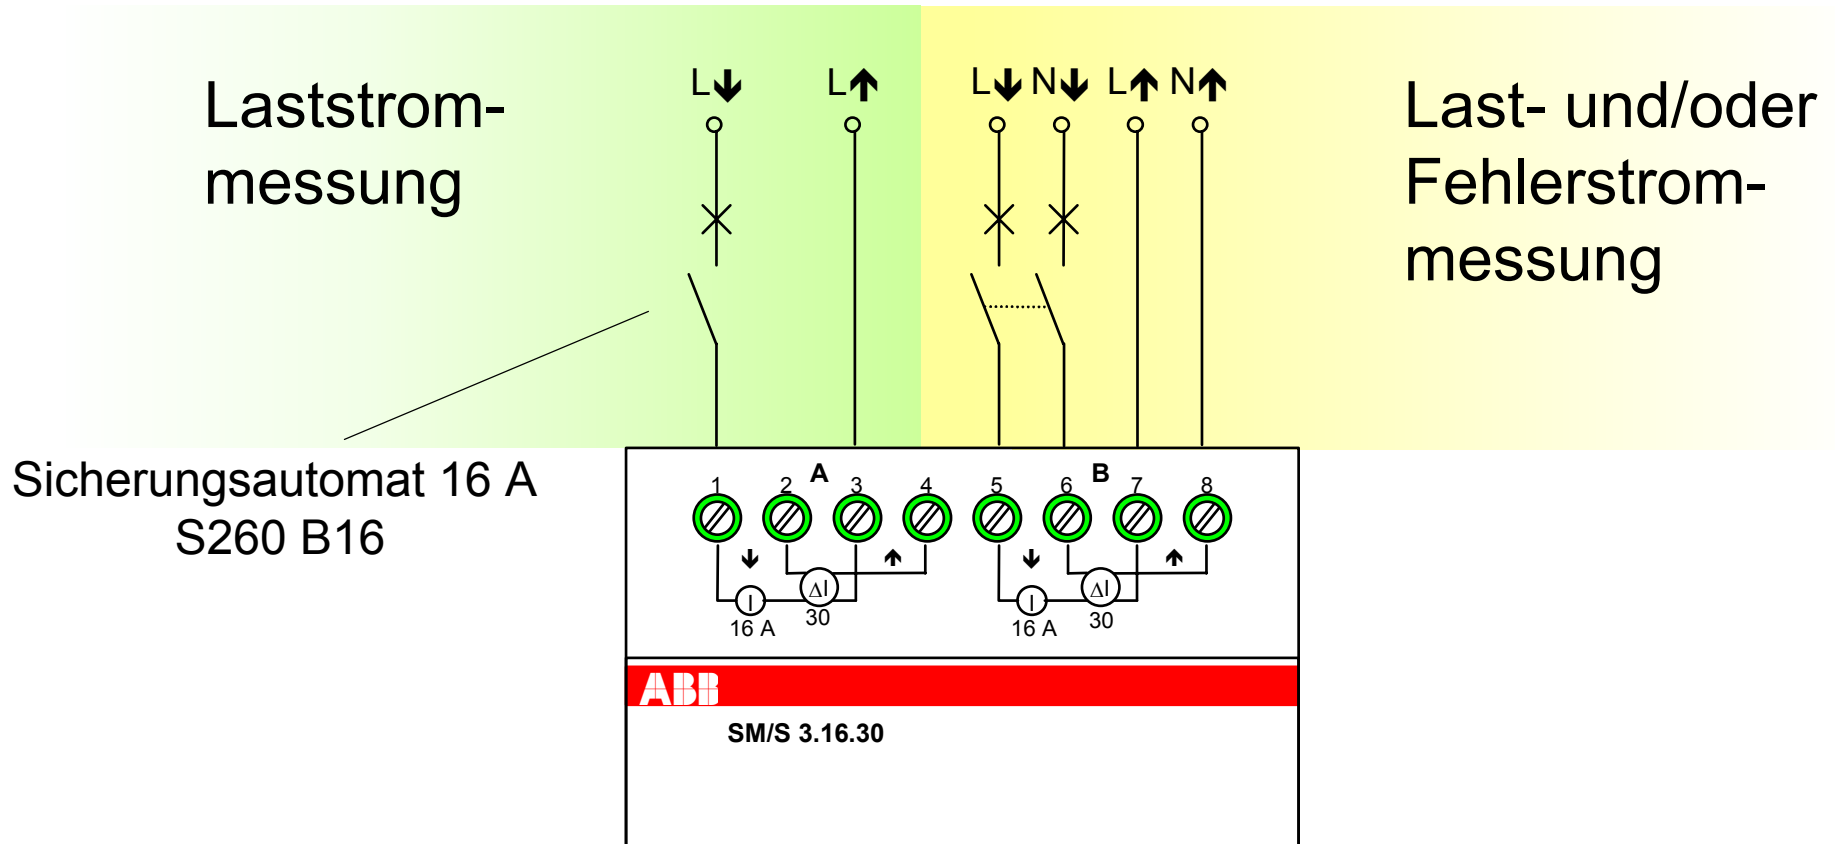 Laststrom-
messung
L↓ L↑ L↓ N↓ L↑ N↑
Last- und/oder
Fehlerstrom-
messung
Sicherungsautomat 16 A
S260 B16
A B
1 2 3 4 5 6 7 8
I ΔI I ΔI
16 A 30 16 A 30
ABB
SM/S 3.16.30